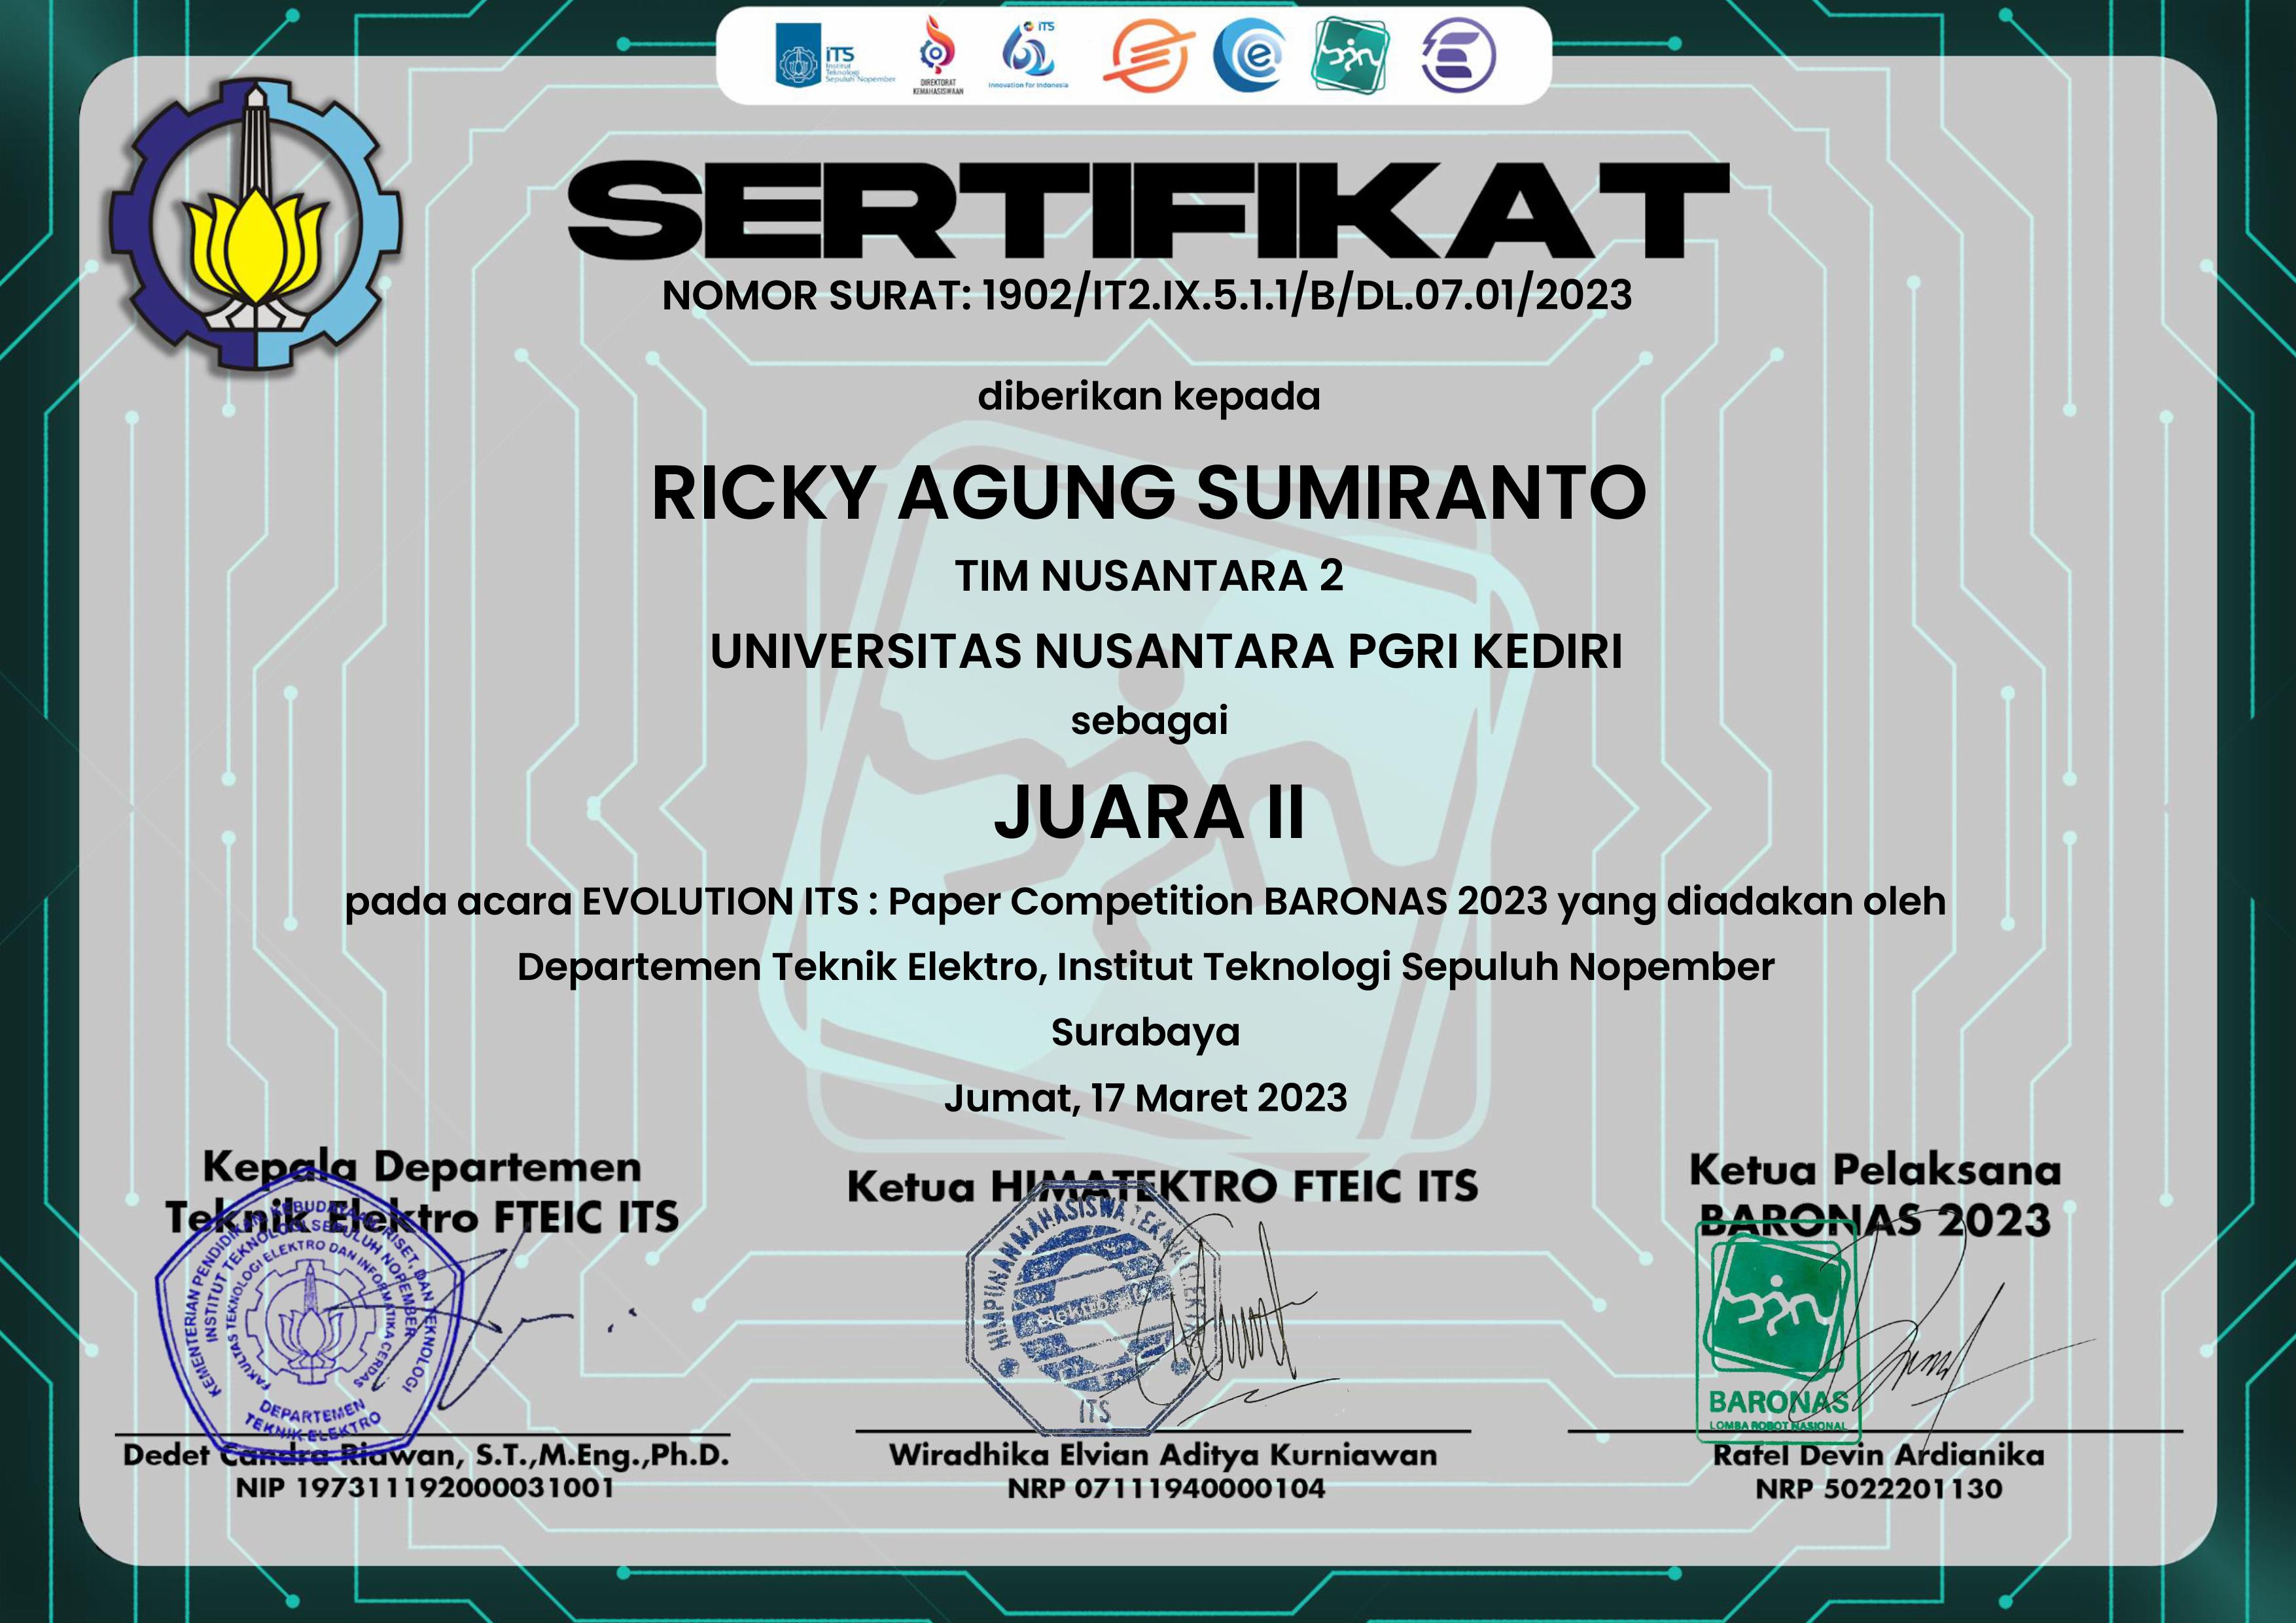 iTS
Institut
Teknologi
Sepuluh Nopember
DIREKTORAT
KEMAHASISWAAN
iTS
Innovation for Indonesia
SERTIFIKAT
NOMOR SURAT: 1902/IT2.IX.5.1.1/B/DL.07.01/2023
diberikan kepada
RICKY AGUNG SUMIRANTO
TIM NUSANTARA 2
UNIVERSITAS NUSANTARA PGRI KEDIRI
sebagai
JUARA II
pada acara EVOLUTION ITS : Paper Competition BARONAS 2023 yang diadakan oleh
Departemen Teknik Elektro, Institut Teknologi Sepuluh Nopember
Surabaya
Jumat, 17 Maret 2023
Kepala Departemen
Teknik Elektro FTEIC ITS
KEMENTERIAN PENDIDIKAN, KEBUDAYAAN, RISET, DAN TEKNOLOGI
INSTITUT TEKNOLOGI SEPULUH NOPEMBER
FAKULTAS TEKNOLOGI ELEKTRO DAN INFORMATIKA CERDAS
DEPARTEMEN
TEKNIK ELEKTRO
Dedet Candra Riawan, S.T.,M.Eng.,Ph.D.
NIP 197311192000031001
Ketua HIMATEKTRO FTEIC ITS
HIMPUNAN MAHASISWA TEKNIK ELEKTRO
ITS
Wiradhika Elvian Aditya Kurniawan
NRP 07111940000104
Ketua Pelaksana
BARONAS 2023
BARONAS
LOMBA ROBOT NASIONAL
Rafel Devin Ardianika
NRP 5022201130